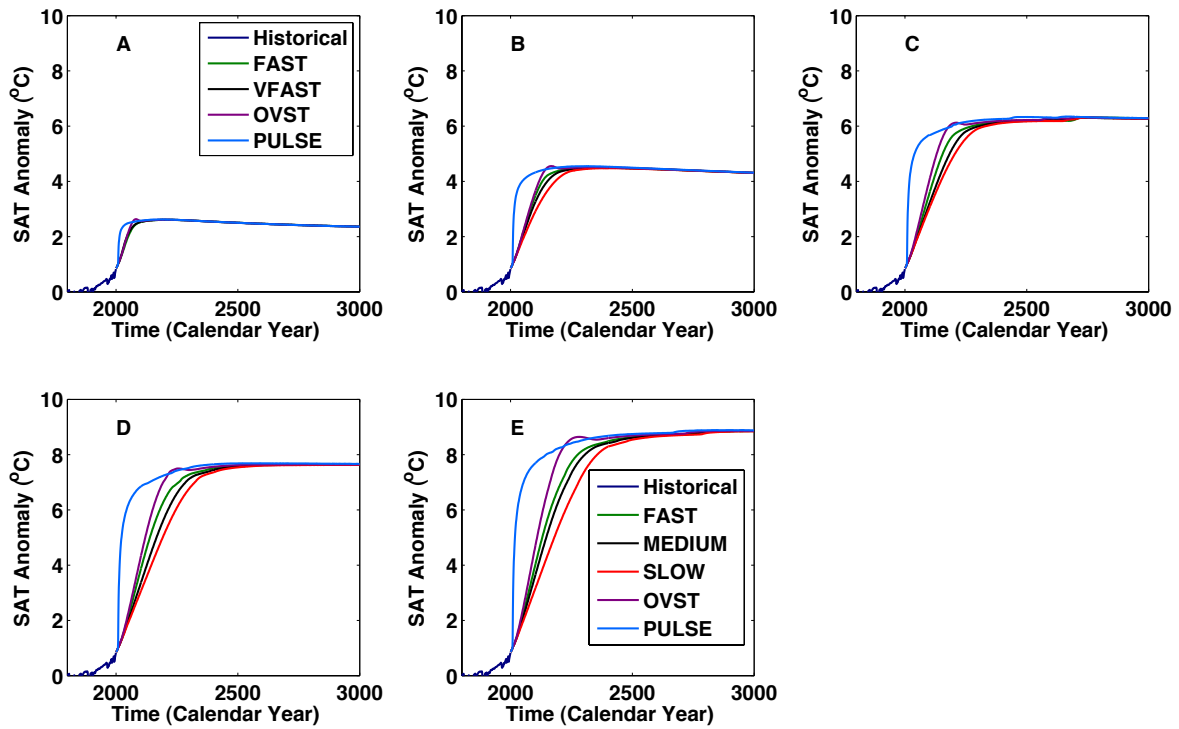 A
Historical
FAST
VFAST
OVST
PULSE
SAT Anomaly (°C)
10
8
6
4
2
0
2000 2500 3000
Time (Calendar Year)
B
SAT Anomaly (°C)
10
8
6
4
2
0
2000 2500 3000
Time (Calendar Year)
C
SAT Anomaly (°C)
10
8
6
4
2
0
2000 2500 3000
Time (Calendar Year)
D
SAT Anomaly (°C)
10
8
6
4
2
0
2000 2500 3000
Time (Calendar Year)
E
SAT Anomaly (°C)
10
8
6
4
2
0
Historical
FAST
MEDIUM
SLOW
OVST
PULSE
2000 2500 3000
Time (Calendar Year)